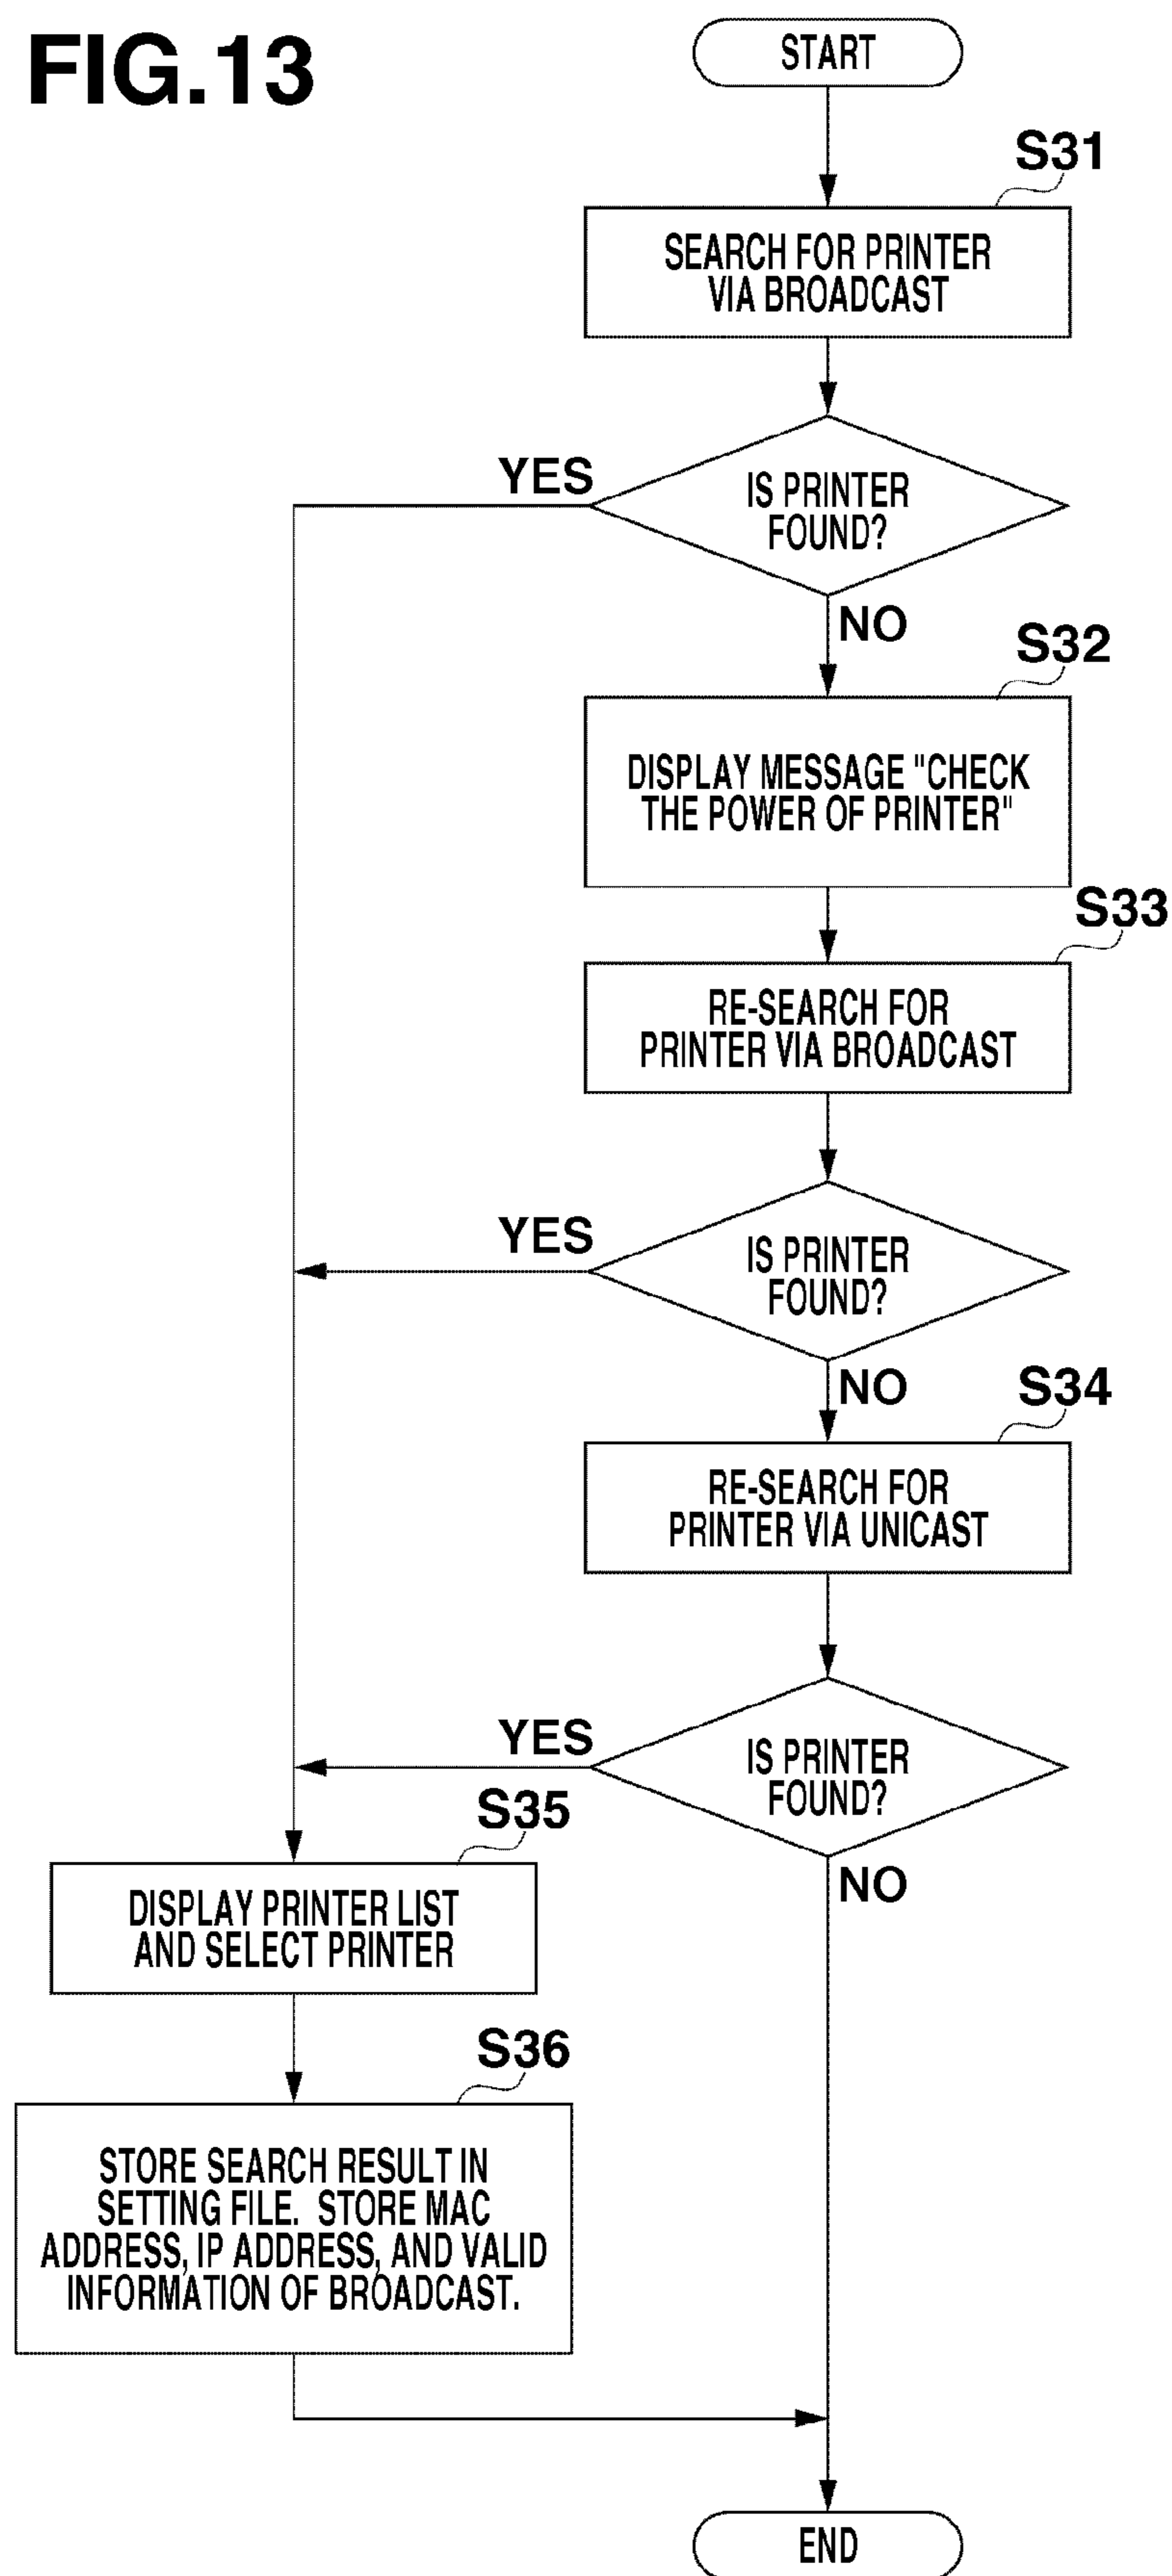 FIG.13
START
S31
SEARCH FOR PRINTER
VIA BROADCAST
YES
IS PRINTER
FOUND?
NO
S32
DISPLAY MESSAGE "CHECK
THE POWER OF PRINTER"
S33
RE-SEARCH FOR
PRINTER VIA BROADCAST
YES
IS PRINTER
FOUND?
NO
S34
RE-SEARCH FOR
PRINTER VIA UNICAST
YES
IS PRINTER
FOUND?
NO
S35
DISPLAY PRINTER LIST
AND SELECT PRINTER
S36
STORE SEARCH RESULT IN
SETTING FILE. STORE MAC
ADDRESS, IP ADDRESS, AND VALID
INFORMATION OF BROADCAST.
END